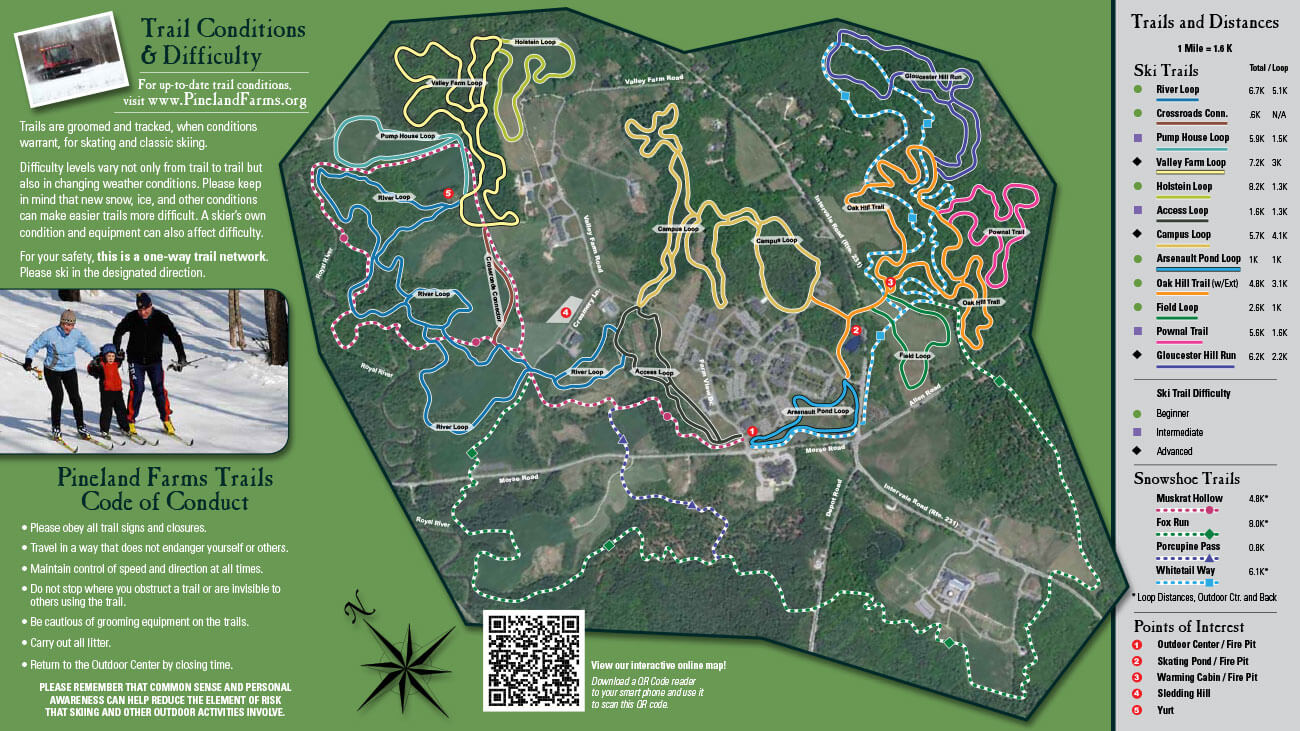 Trail Conditions
& Difficulty
For up-to-date trail conditions,
visit www.PinelandFarms.org
Trails are groomed and tracked, when conditions
warrant, for skating and classic skiing.
Difficulty levels vary not only from trail to trail but
also in changing weather conditions. Please keep
in mind that new snow, ice, and other conditions
can make easier trails more difficult. A skier's own
condition and equipment can also affect difficulty.
For your safety, this is a one-way trail network.
Please ski in the designated direction.
Pineland Farms Trails
Code of Conduct
• Please obey all trail signs and closures.
• Travel in a way that does not endanger yourself or others.
• Maintain control of speed and direction at all times.
• Do not stop where you obstruct a trail or are invisible to
others using the trail.
• Be cautious of grooming equipment on the trails.
• Carry out all litter.
• Return to the Outdoor Center by closing time.
PLEASE REMEMBER THAT COMMON SENSE AND PERSONAL
AWARENESS CAN HELP REDUCE THE ELEMENT OF RISK
THAT SKIING AND OTHER OUTDOOR ACTIVITIES INVOLVE.
Holstein Loop
Valley Farm Loop
Valley Farm Road
Gloucester Hill Run
Pump House Loop
River Loop
5
Oak Hill Trail
Intervale Road (Rte. 231)
Campus Loop
Campus Loop
Pownal Trail
Valley Farm Road
Royal River
Crossroads Connector
River Loop
3
Oak Hill Trail
4
Creamery Ln.
2
Field Loop
Royal River
River Loop
Access Loop
Farm View Dr.
Allen Road
Arsenault Pond Loop
River Loop
1
Morse Road
Morse Road
Depot Road
Intervale Road (Rte. 231)
Royal River
N
View our interactive online map!
Download a QR Code reader
to your smart phone and use it
to scan this QR code.
Trails and Distances
1 Mile = 1.6 K
Ski Trails Total / Loop
River Loop 6.7K 5.1K
Crossroads Conn. .6K N/A
Pump House Loop 5.9K 1.5K
Valley Farm Loop 7.2K 3K
Holstein Loop 8.2K 1.3K
Access Loop 1.6K 1.3K
Campus Loop 5.7K 4.1K
Arsenault Pond Loop 1K 1K
Oak Hill Trail (w/Ext) 4.8K 3.1K
Field Loop 2.6K 1K
Pownal Trail 5.6K 1.6K
Gloucester Hill Run 6.2K 2.2K
Ski Trail Difficulty
Beginner
Intermediate
Advanced
Snowshoe Trails
Muskrat Hollow 4.8K*
Fox Run 8.0K*
Porcupine Pass 0.8K
Whitetail Way 6.1K*
* Loop Distances, Outdoor Ctr. and Back
Points of Interest
1 Outdoor Center / Fire Pit
2 Skating Pond / Fire Pit
3 Warming Cabin / Fire Pit
4 Sledding Hill
5 Yurt